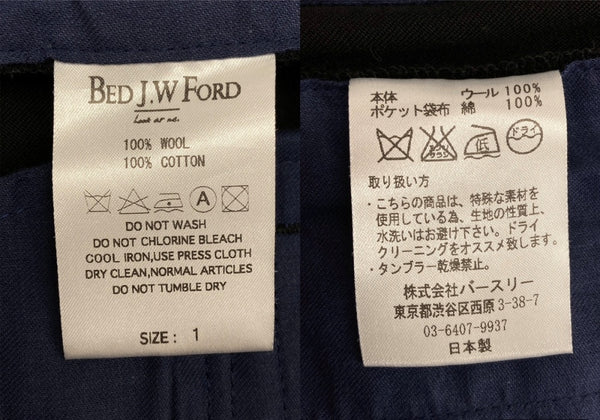 BED J.W FORD
Look at me.
100% WOOL
100% COTTON
A
DO NOT WASH
DO NOT CHLORINE BLEACH
COOL IRON, USE PRESS CLOTH
DRY CLEAN, NORMAL ARTICLES
DO NOT TUMBLE DRY
SIZE : 1
本体 ウール 100%
ポケット袋布 綿 100%
エンソサラシ 低 ドライ
取り扱い方
・こちらの商品は、特殊な素材を
使用している為、生地の性質上、
水洗いはお避け下さい。ドライ
クリーニングをオススメ致します。
・タンブラー乾燥禁止。
株式会社バースリー
東京都渋谷区西原 3-38-7
03-6407-9937
日本製